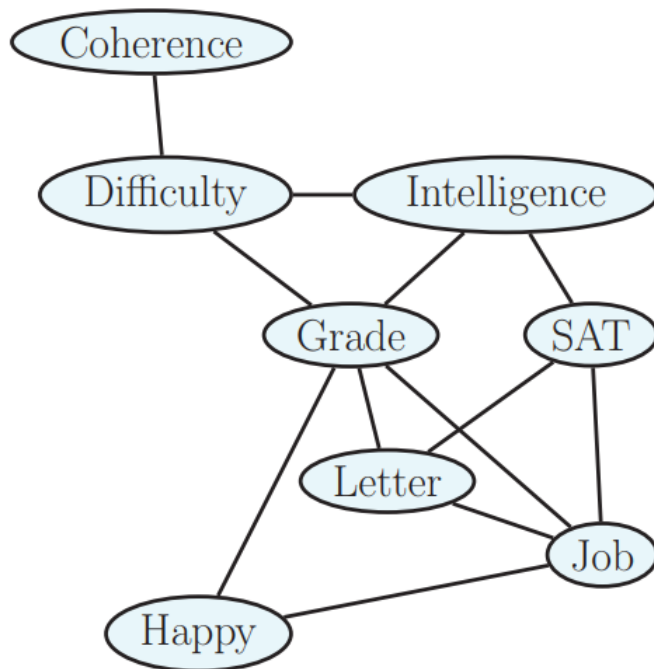 Coherence
Difficulty
Intelligence
Grade
SAT
Letter
Job
Happy